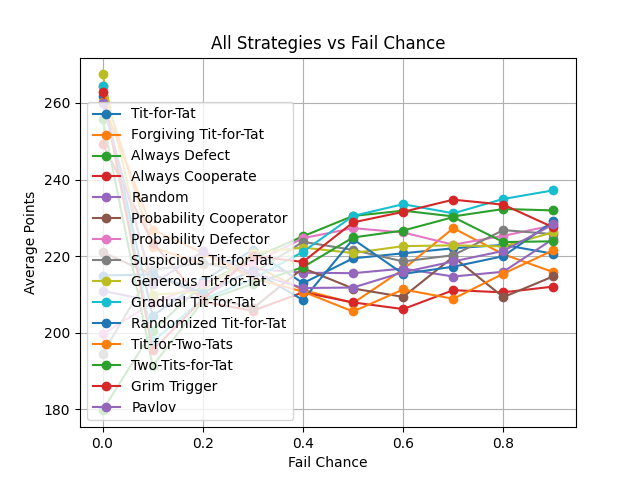 All Strategies vs Fail Chance
Average Points
260
240
220
200
180
Tit-for-Tat
Forgiving Tit-for-Tat
Always Defect
Always Cooperate
Random
Probability Cooperator
Probability Defector
Suspicious Tit-for-Tat
Generous Tit-for-Tat
Gradual Tit-for-Tat
Randomized Tit-for-Tat
Tit-for-Two-Tats
Two-Tits-for-Tat
Grim Trigger
Pavlov
0.0 0.2 0.4 0.6 0.8
Fail Chance